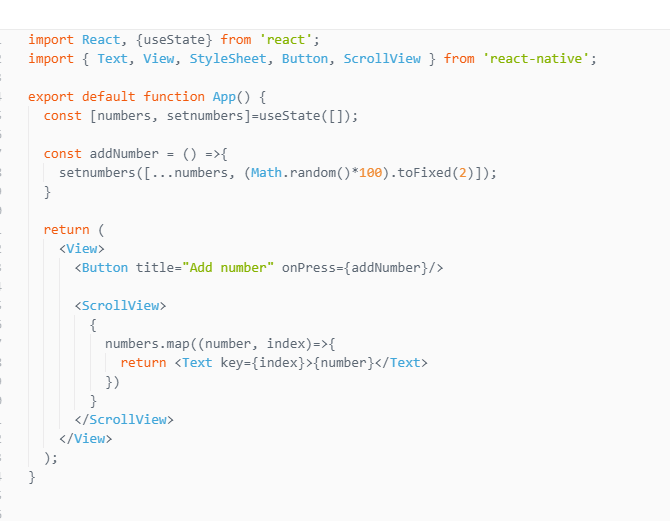 import React, {useState} from 'react';
import { Text, View, StyleSheet, Button, ScrollView } from 'react-native';
export default function App() {
const [numbers, setnumbers]=useState([]);
const addNumber = () =>{
setnumbers([...numbers, (Math.random()*100).toFixed(2)]);
}
return (
<View>
<Button title="Add number" onPress={addNumber}/>
<ScrollView>
{
numbers.map((number, index)=>{
return <Text key={index}>{number}</Text>
})
}
</ScrollView>
</View>
);
}